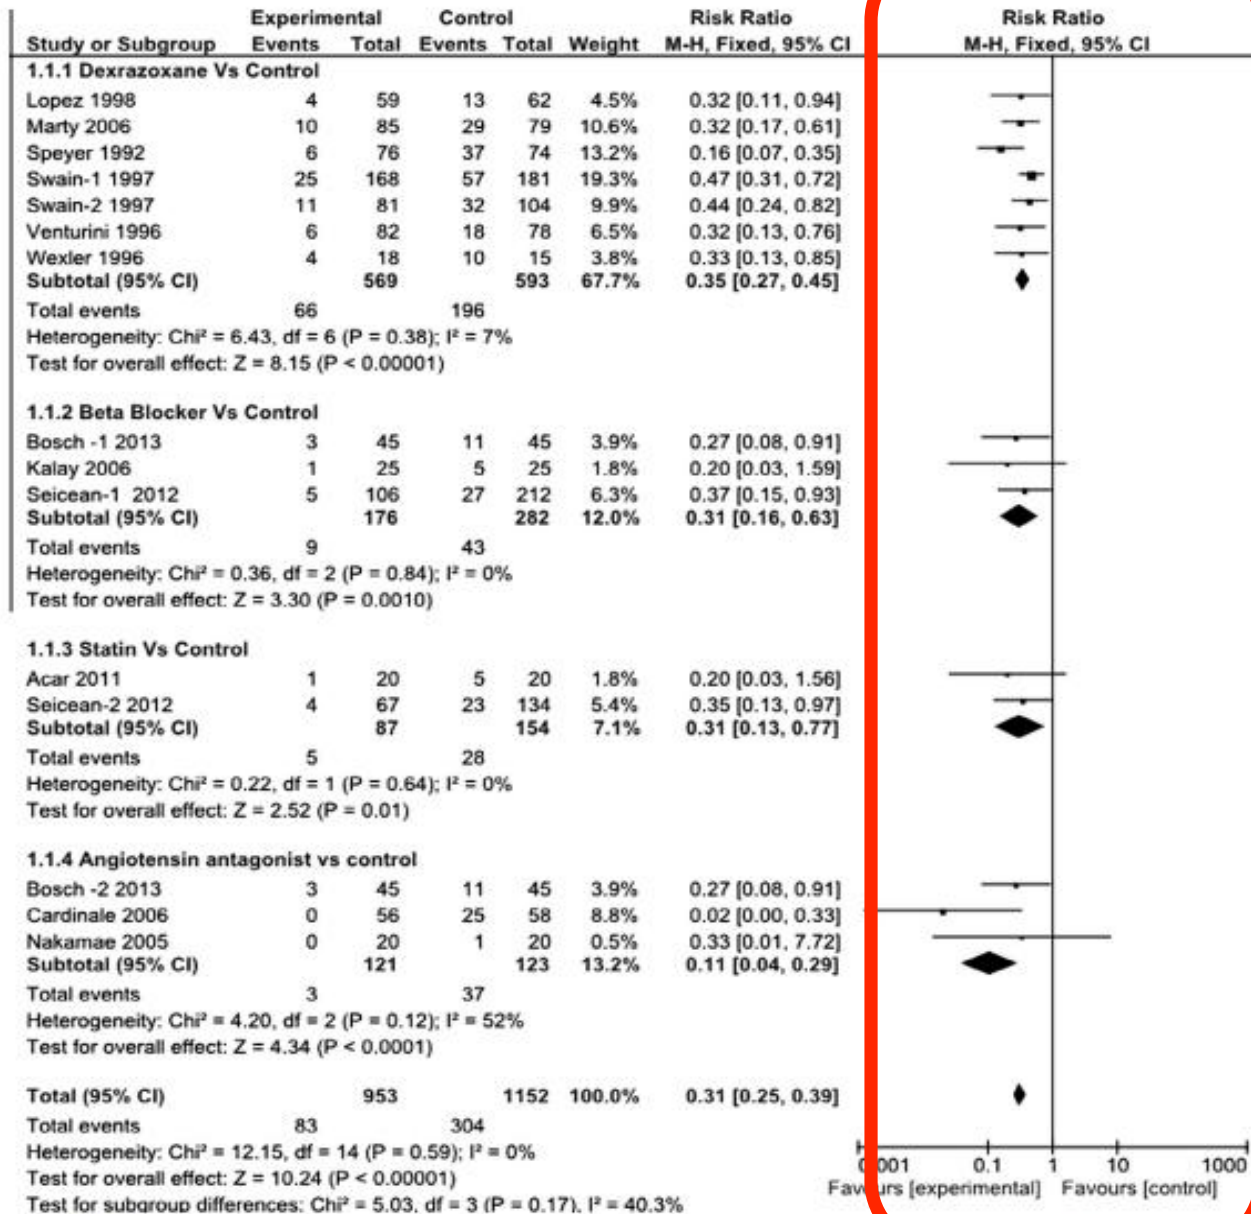 Experimental Control Risk Ratio Risk Ratio
Study or Subgroup Events Total Events Total Weight M-H, Fixed, 95% CI M-H, Fixed, 95% CI
1.1.1 Dexrazoxane Vs Control
Lopez 1998 4 59 13 62 4.5% 0.32 [0.11, 0.94]
Marty 2006 10 85 29 79 10.6% 0.32 [0.17, 0.61]
Speyer 1992 6 76 37 74 13.2% 0.16 [0.07, 0.35]
Swain-1 1997 25 168 57 181 19.3% 0.47 [0.31, 0.72]
Swain-2 1997 11 81 32 104 9.9% 0.44 [0.24, 0.82]
Venturini 1996 6 82 18 78 6.5% 0.32 [0.13, 0.76]
Wexler 1996 4 18 10 15 3.8% 0.33 [0.13, 0.85]
Subtotal (95% CI) 569 593 67.7% 0.35 [0.27, 0.45]
Total events 66 196
Heterogeneity: Chi² = 6.43, df = 6 (P = 0.38); I² = 7%
Test for overall effect: Z = 8.15 (P < 0.00001)
1.1.2 Beta Blocker Vs Control
Bosch -1 2013 3 45 11 45 3.9% 0.27 [0.08, 0.91]
Kalay 2006 1 25 5 25 1.8% 0.20 [0.03, 1.59]
Seicean-1 2012 5 106 27 212 6.3% 0.37 [0.15, 0.93]
Subtotal (95% CI) 176 282 12.0% 0.31 [0.16, 0.63]
Total events 9 43
Heterogeneity: Chi² = 0.36, df = 2 (P = 0.84); I² = 0%
Test for overall effect: Z = 3.30 (P = 0.0010)
1.1.3 Statin Vs Control
Acar 2011 1 20 5 20 1.8% 0.20 [0.03, 1.56]
Seicean-2 2012 4 67 23 134 5.4% 0.35 [0.13, 0.97]
Subtotal (95% CI) 87 154 7.1% 0.31 [0.13, 0.77]
Total events 5 28
Heterogeneity: Chi² = 0.22, df = 1 (P = 0.64); I² = 0%
Test for overall effect: Z = 2.52 (P = 0.01)
1.1.4 Angiotensin antagonist vs control
Bosch -2 2013 3 45 11 45 3.9% 0.27 [0.08, 0.91]
Cardinale 2006 0 56 25 58 8.8% 0.02 [0.00, 0.33]
Nakamae 2005 0 20 1 20 0.5% 0.33 [0.01, 7.72]
Subtotal (95% CI) 121 123 13.2% 0.11 [0.04, 0.29]
Total events 3 37
Heterogeneity: Chi² = 4.20, df = 2 (P = 0.12); I² = 52%
Test for overall effect: Z = 4.34 (P < 0.0001)
Total (95% CI) 953 1152 100.0% 0.31 [0.25, 0.39]
Total events 83 304
Heterogeneity: Chi² = 12.15, df = 14 (P = 0.59); I² = 0%
Test for overall effect: Z = 10.24 (P < 0.00001)
Test for subgroup differences: Chi² = 5.03, df = 3 (P = 0.17), I² = 40.3%
0.001 0.1 1 10 1000
Favours [experimental] Favours [control]